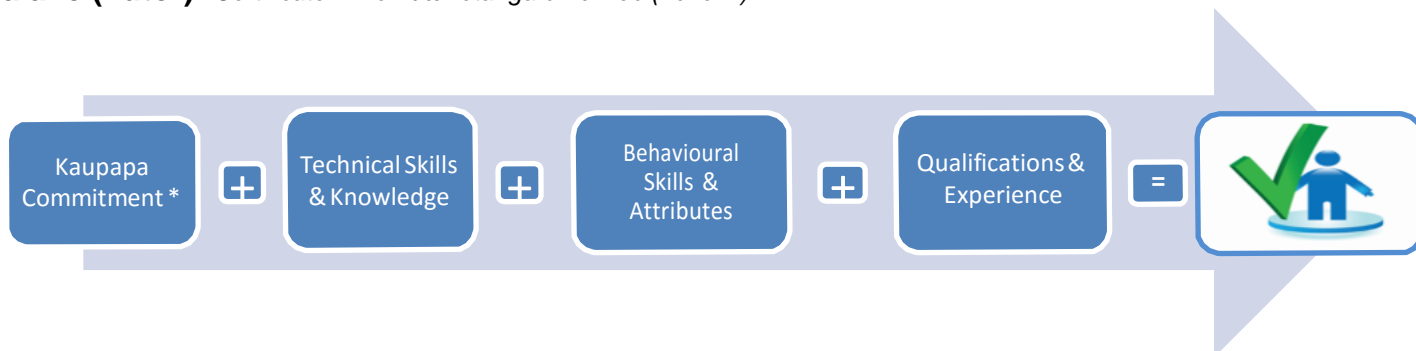 Kaupapa
Commitment *
+
Technical Skills
& Knowledge
+
Behavioural
Skills &
Attributes
+
Qualifications &
Experience
=